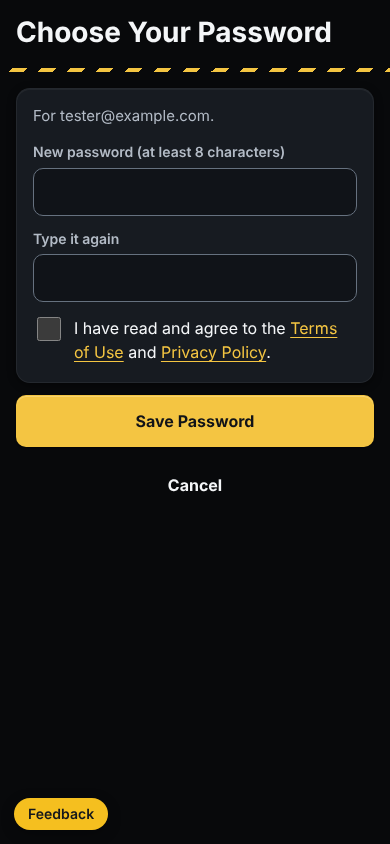 Choose Your Password
For tester@example.com.
New password (at least 8 characters)
Type it again
I have read and agree to the Terms
of Use and Privacy Policy.
Save Password
Cancel
Feedback